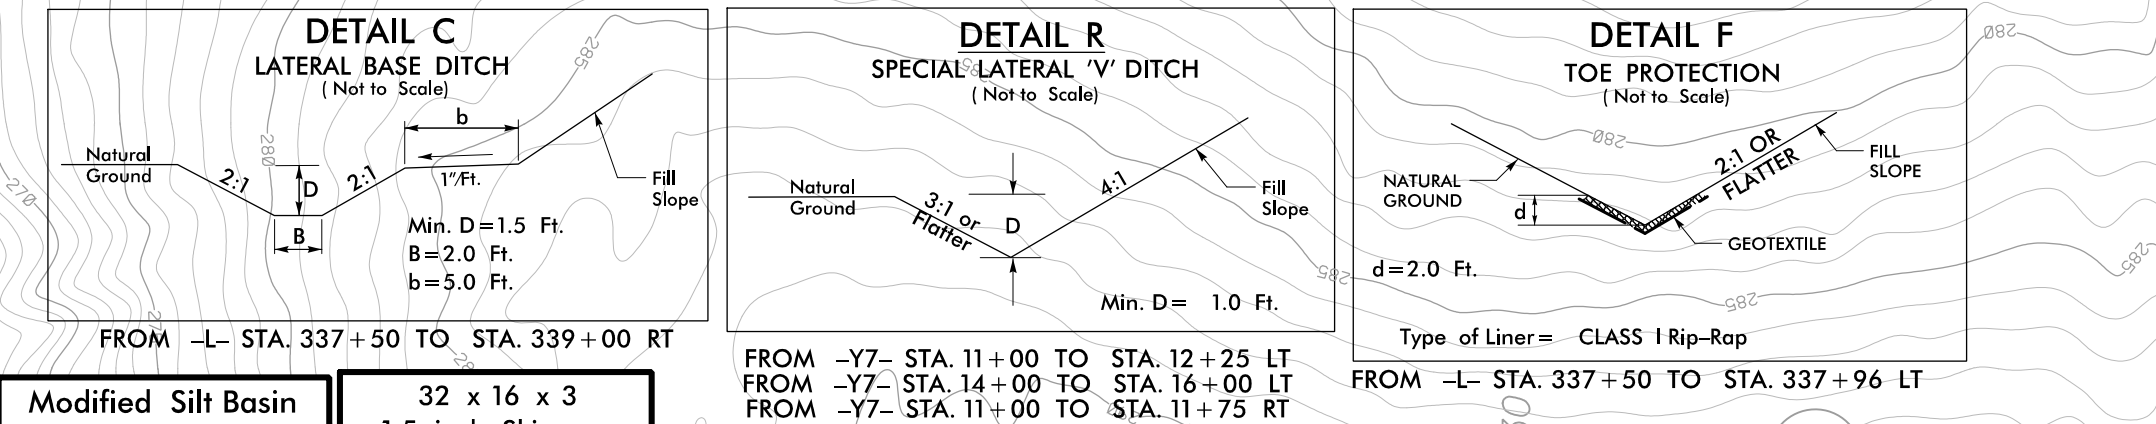 DETAIL C
LATERAL BASE DITCH
( Not to Scale)
b
Natural
Ground
2:1
D
2:1
1"/Ft.
Fill
Slope
B
Min. D=1.5 Ft.
B=2.0 Ft.
b=5.0 Ft.
FROM -L- STA. 337+50 TO STA. 339+00 RT
DETAIL R
SPECIAL LATERAL 'V' DITCH
( Not to Scale)
Natural
Ground
3:1 or
Flatter
D
4:1
Fill
Slope
Min. D= 1.0 Ft.
FROM -Y7- STA. 11+00 TO STA. 12+25 LT
FROM -Y7- STA. 14+00 TO STA. 16+00 LT
FROM -Y7- STA. 11+00 TO STA. 11+75 RT
DETAIL F
TOE PROTECTION
( Not to Scale)
NATURAL
GROUND
d
2:1 OR
FLATTER
FILL
SLOPE
GEOTEXTILE
d=2.0 Ft.
Type of Liner= CLASS I Rip-Rap
FROM -L- STA. 337+50 TO STA. 337+96 LT
Modified Silt Basin
32 x 16 x 3
285
280
270
285
285
280
285
285
285